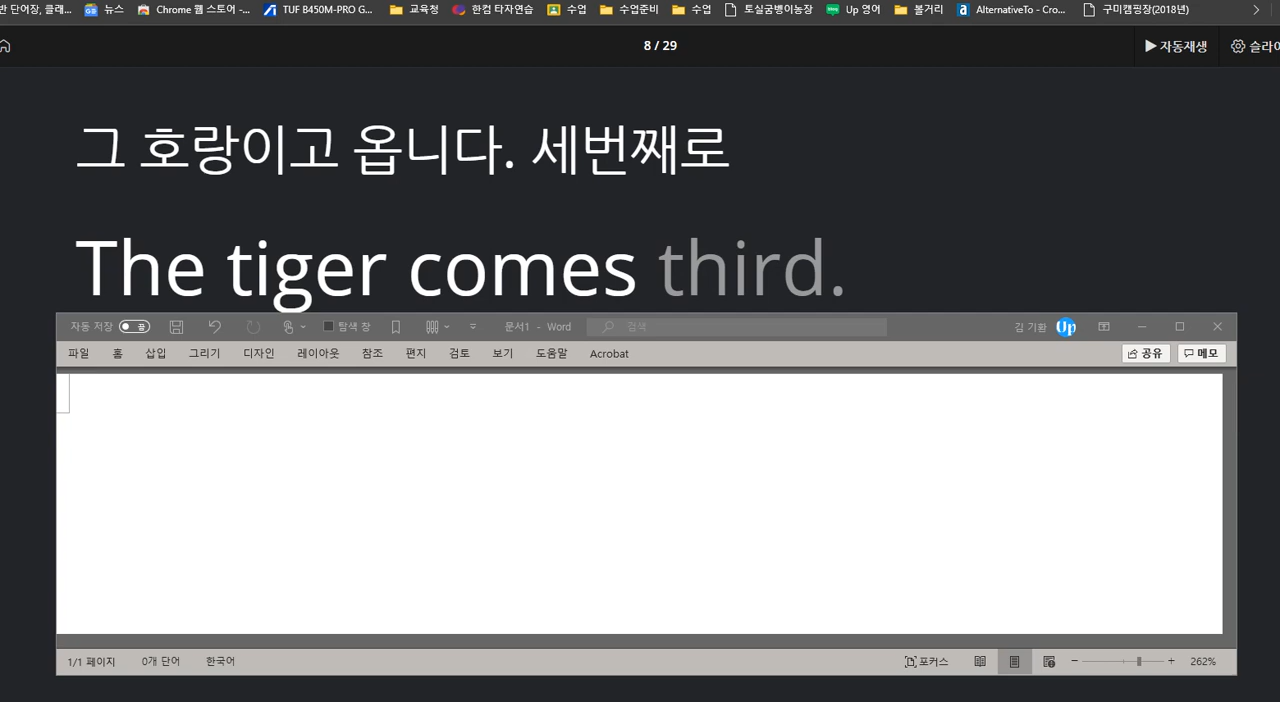 반 단어장, 클래... 뉴스 Chrome 웹 스토어 -... TUF B450M-PRO G... 교육청 한컴 타자연습 수업 수업준비 수업 토실굼벵이농장 Up 영어 볼거리 AlternativeTo - Cro... 구미캠핑장(2018년)
8 / 29 ▶ 자동재생 슬라이
그 호랑이고 옵니다. 세번째로
The tiger comes third.
자동 저장 끔 탐색 창 문서1 - Word 검색 김 기환 Up
파일 홈 삽입 그리기 디자인 레이아웃 참조 편지 검토 보기 도움말 Acrobat 공유 메모
1/1 페이지 0개 단어 한국어 포커스 262%